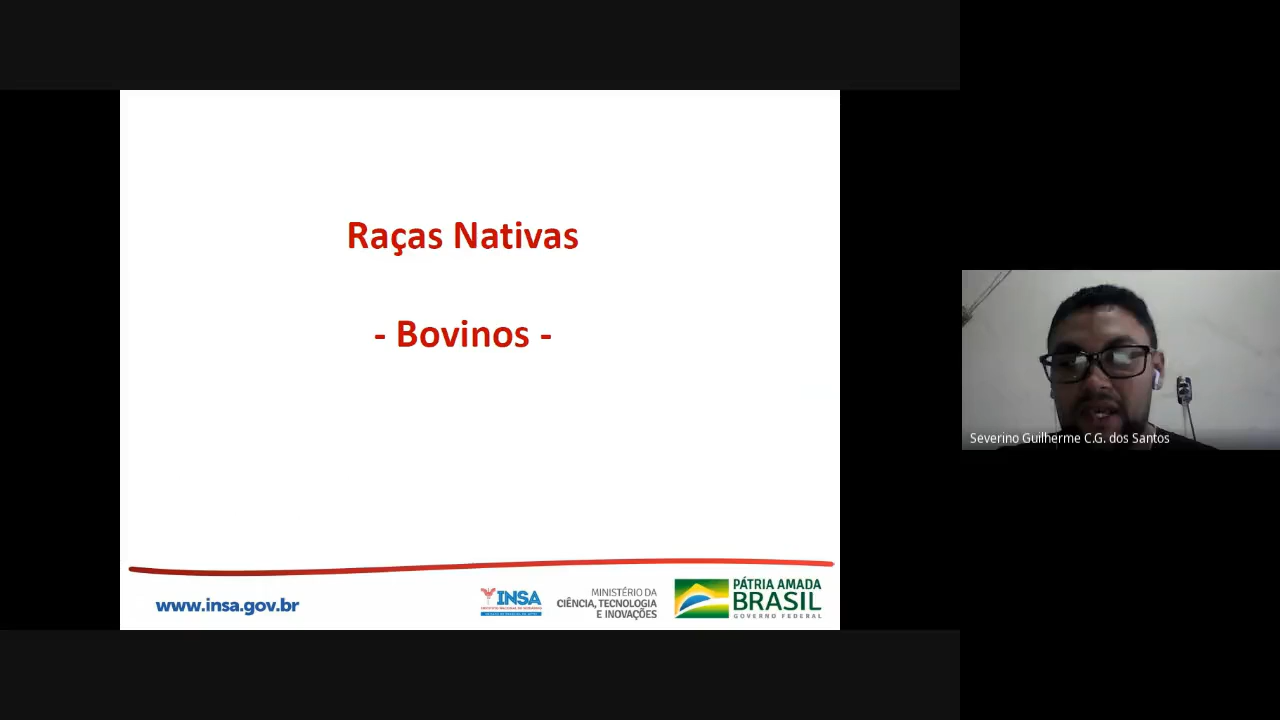 Raças Nativas
- Bovinos -
Severino Guilherme C.G. dos Santos
www.insa.gov.br
INSA
MINISTÉRIO DA
CIÊNCIA, TECNOLOGIA
E INOVAÇÕES
PÁTRIA AMADA
BRASIL
GOVERNO FEDERAL